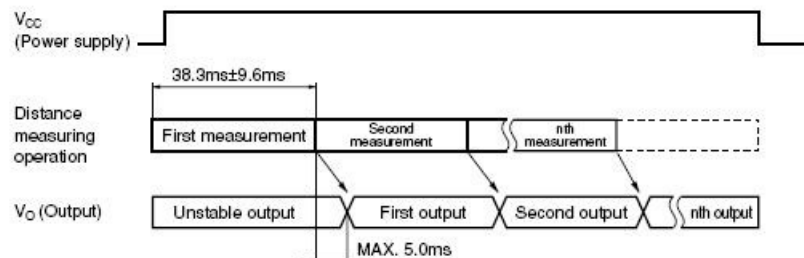 VCC
(Power supply)
38.3ms±9.6ms
Distance
measuring
operation
First measurement
Second
measurement
nth
measurement
VO (Output)
Unstable output
First output
Second output
nth output
MAX. 5.0ms